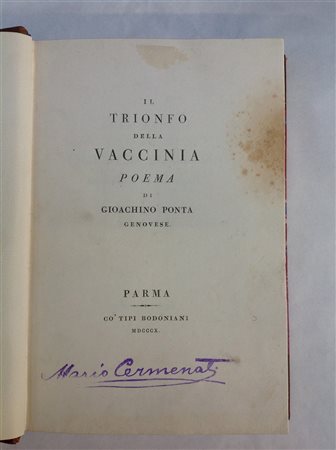 IL
TRIONFO
DELLA
VACCINIA
POEMA
DI
GIOACHINO PONTA
GENOVESE.
PARMA
CO' TIPI BODONIANI
MDCCCX.
Mario Cermenati